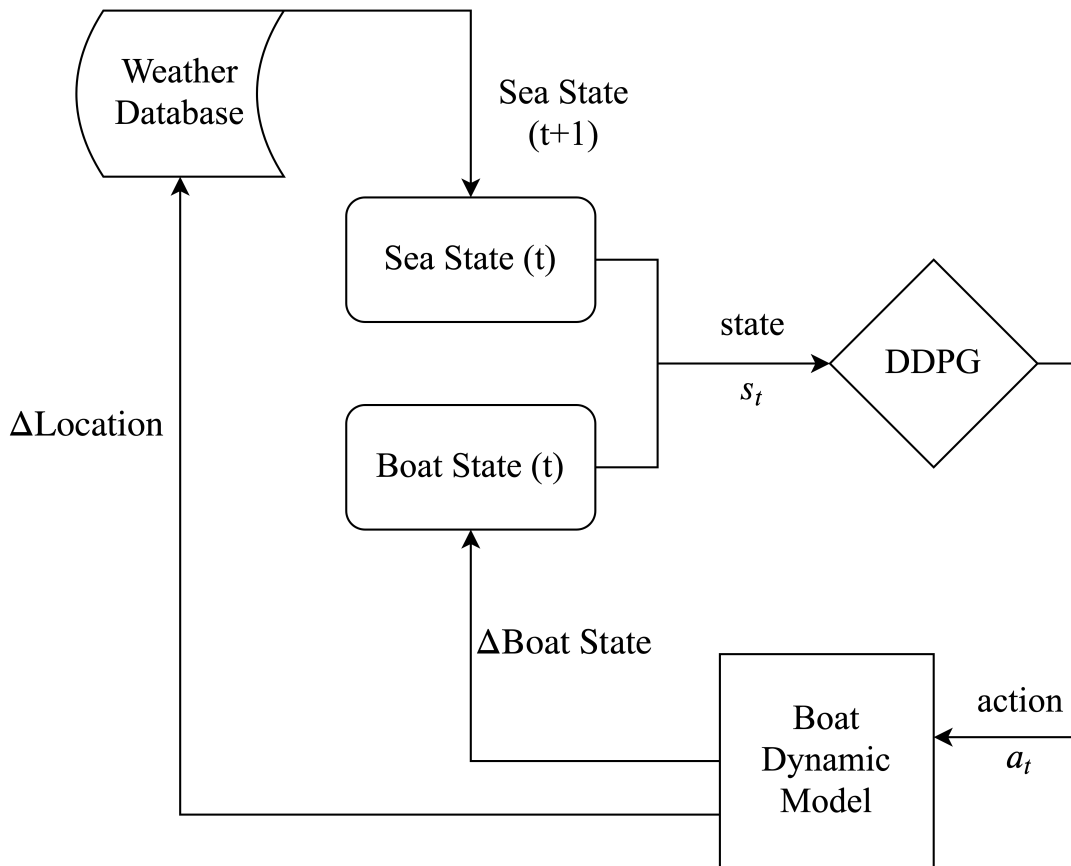 Weather
Database
Sea State
(t+1)
Sea State (t)
state
s_t
DDPG
ΔLocation
Boat State (t)
ΔBoat State
Boat
Dynamic
Model
action
a_t